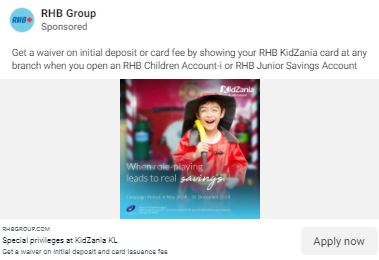 RHB Group
RHB
Sponsored
Get a waiver on initial deposit or card fee by showing your RHB KidZania card at any
branch when you open an RHB Children Account-i or RHB Junior Savings Account
KidZania
When role-playing
leads to real savings
RHBGROUP.COM
Special privileges at KidZania KL
Get a waiver on initial deposit and card issuance fee
Apply now